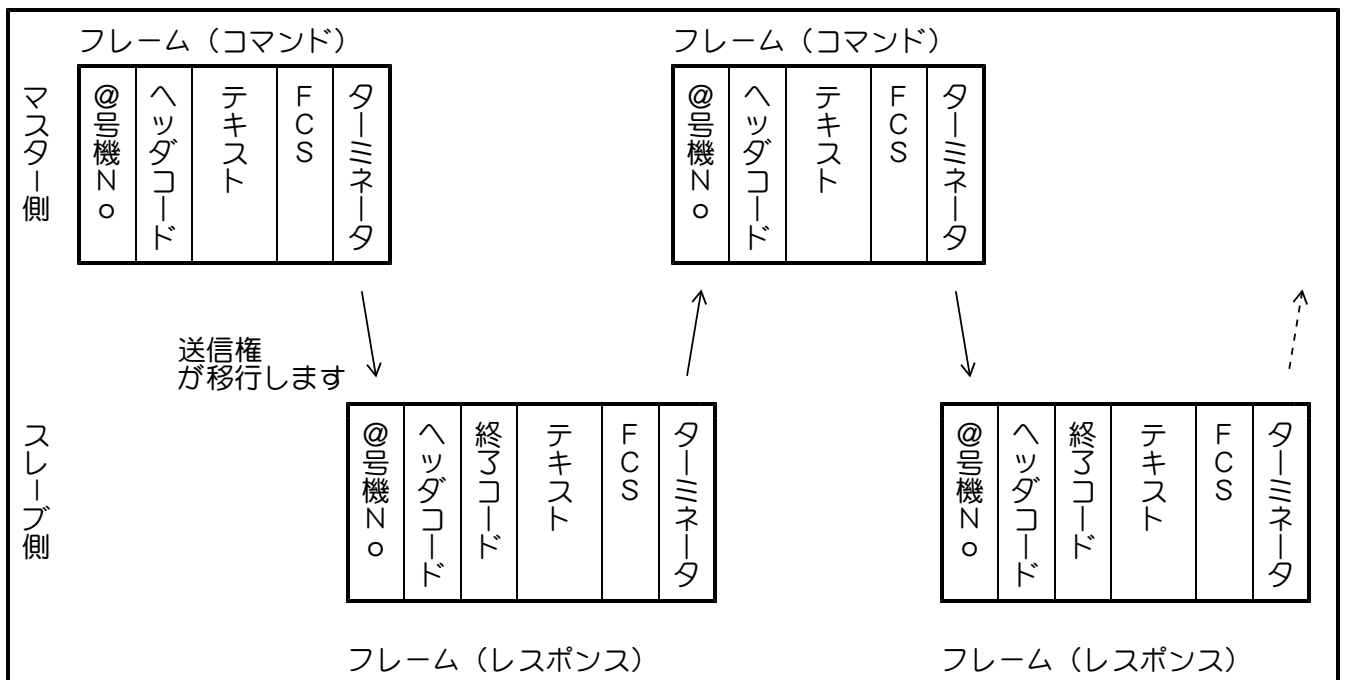 フレーム（コマンド）
フレーム（コマンド）
マスター側
＠号機Ｎｏ
ヘッダコード
テキスト
ＦＣＳ
ターミネータ
＠号機Ｎｏ
ヘッダコード
テキスト
ＦＣＳ
ターミネータ
送信権
が移行します
スレーブ側
＠号機Ｎｏ
ヘッダコード
終了コード
テキスト
ＦＣＳ
ターミネータ
＠号機Ｎｏ
ヘッダコード
終了コード
テキスト
ＦＣＳ
ターミネータ
フレーム（レスポンス）
フレーム（レスポンス）